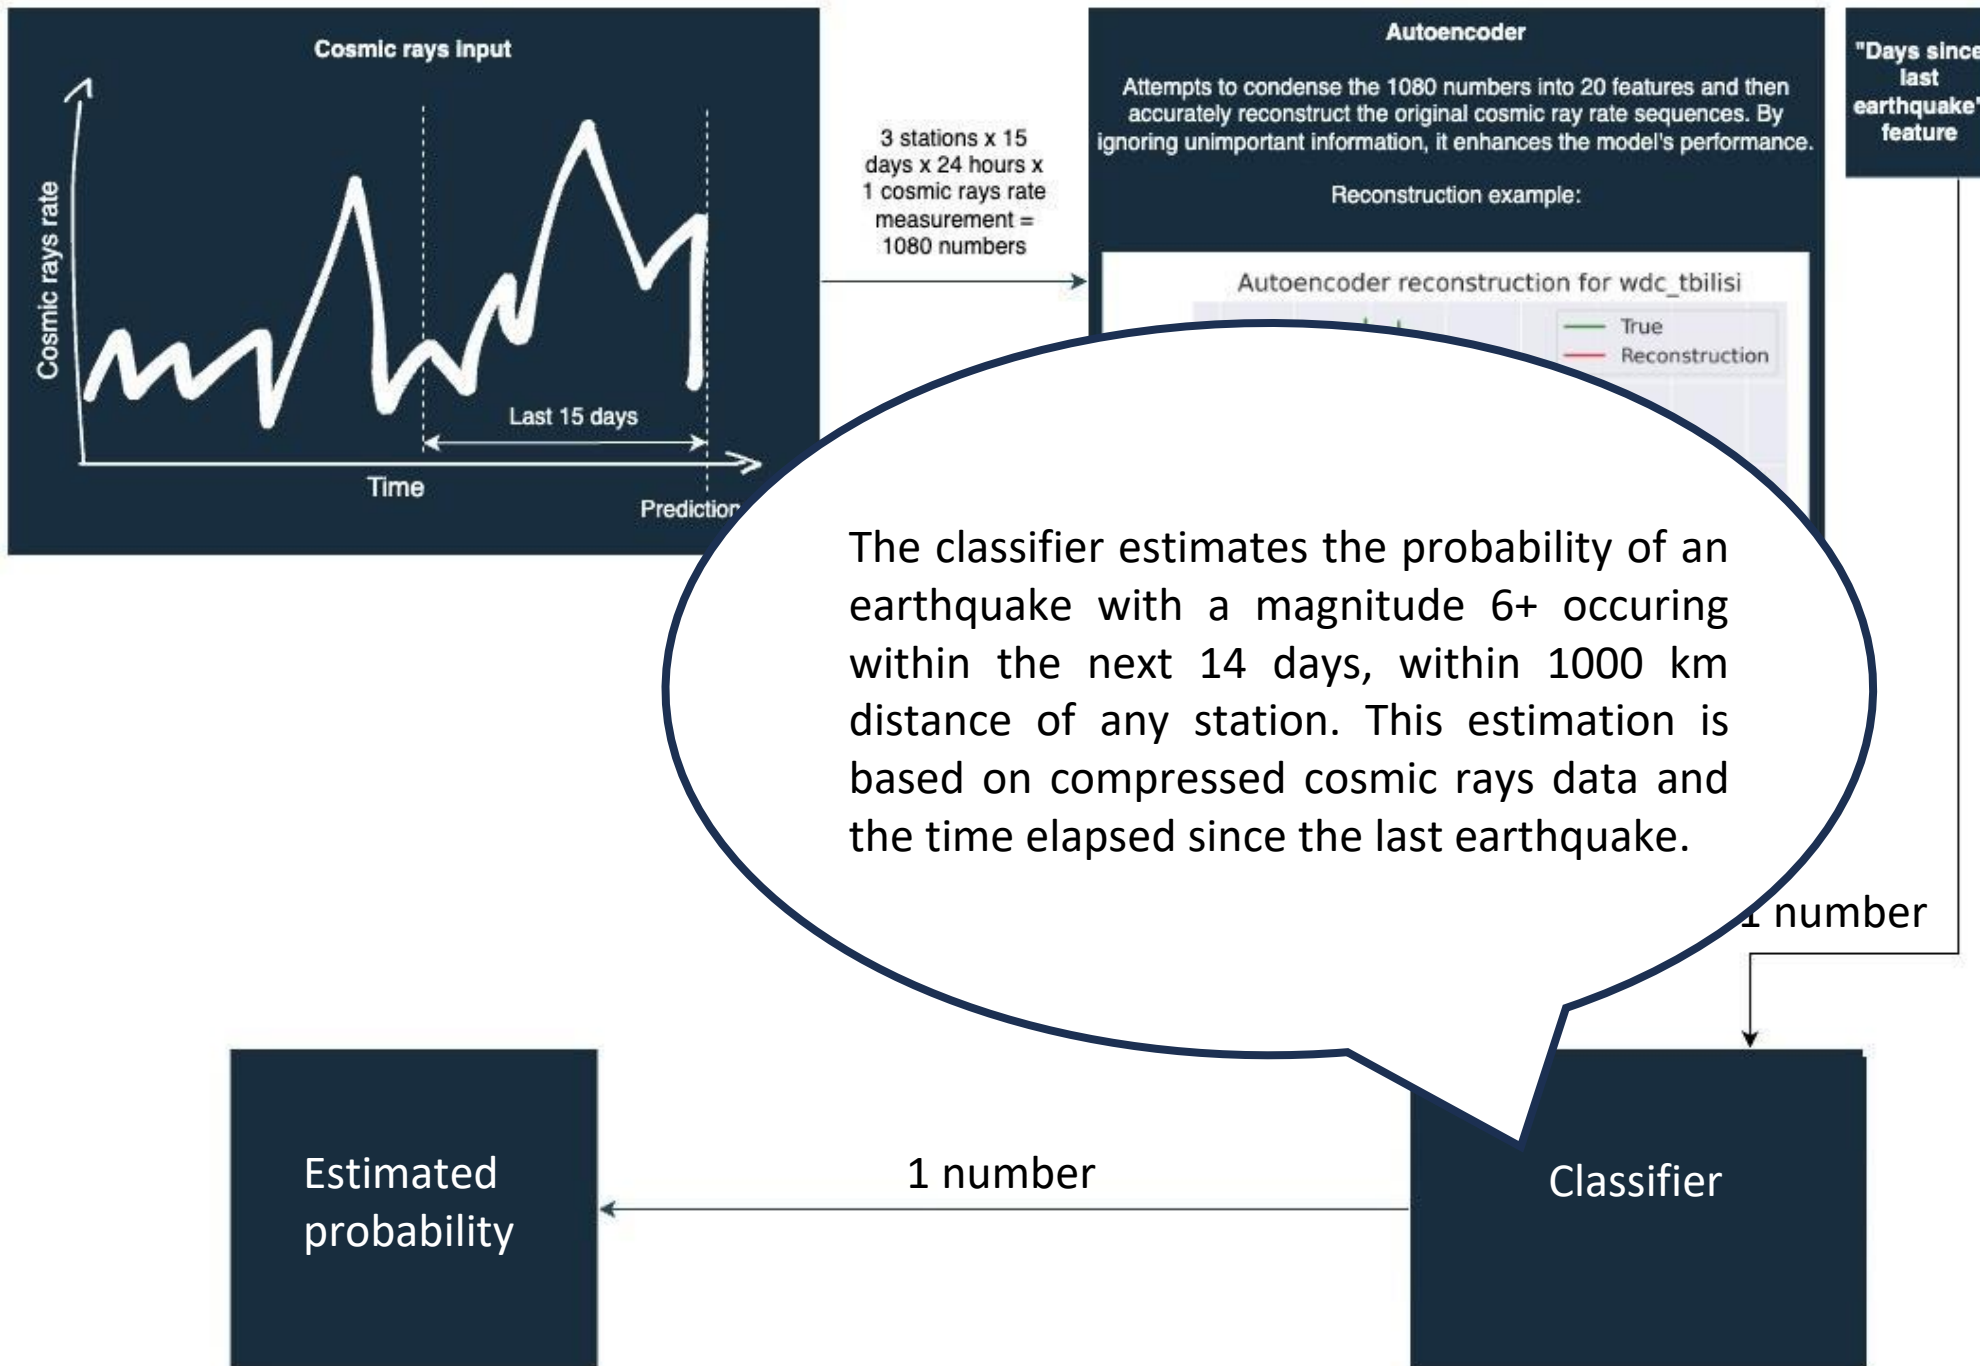 Cosmic rays input
Cosmic rays rate
Last 15 days
Time
Prediction
3 stations x 15
days x 24 hours x
1 cosmic rays rate
measurement =
1080 numbers
Autoencoder
Attempts to condense the 1080 numbers into 20 features and then
accurately reconstruct the original cosmic ray rate sequences. By
ignoring unimportant information, it enhances the model's performance.
Reconstruction example:
Autoencoder reconstruction for wdc_tbilisi
True
Reconstruction
"Days since
last
earthquake"
feature
The classifier estimates the probability of an
earthquake with a magnitude 6+ occuring
within the next 14 days, within 1000 km
distance of any station. This estimation is
based on compressed cosmic rays data and
the time elapsed since the last earthquake.
1 number
Classifier
1 number
Estimated
probability